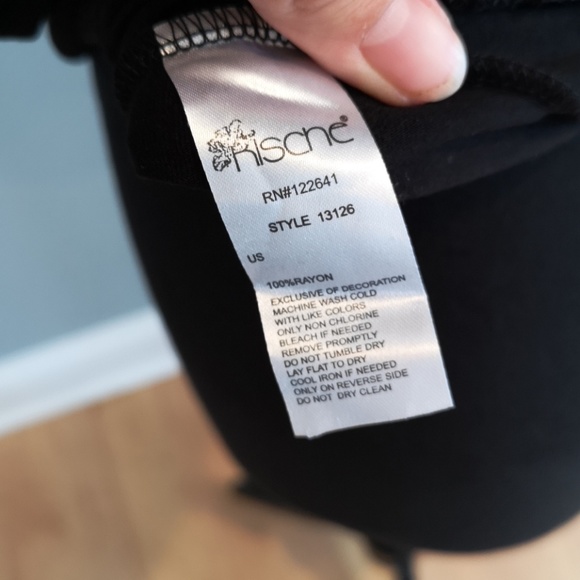 Kische®
RN#122641
STYLE 13126
US
100%RAYON
EXCLUSIVE OF DECORATION
MACHINE WASH COLD
WITH LIKE COLORS
ONLY NON CHLORINE
BLEACH IF NEEDED
REMOVE PROMPTLY
DO NOT TUMBLE DRY
LAY FLAT TO DRY
COOL IRON IF NEEDED
ONLY ON REVERSE SIDE
DO NOT DRY CLEAN